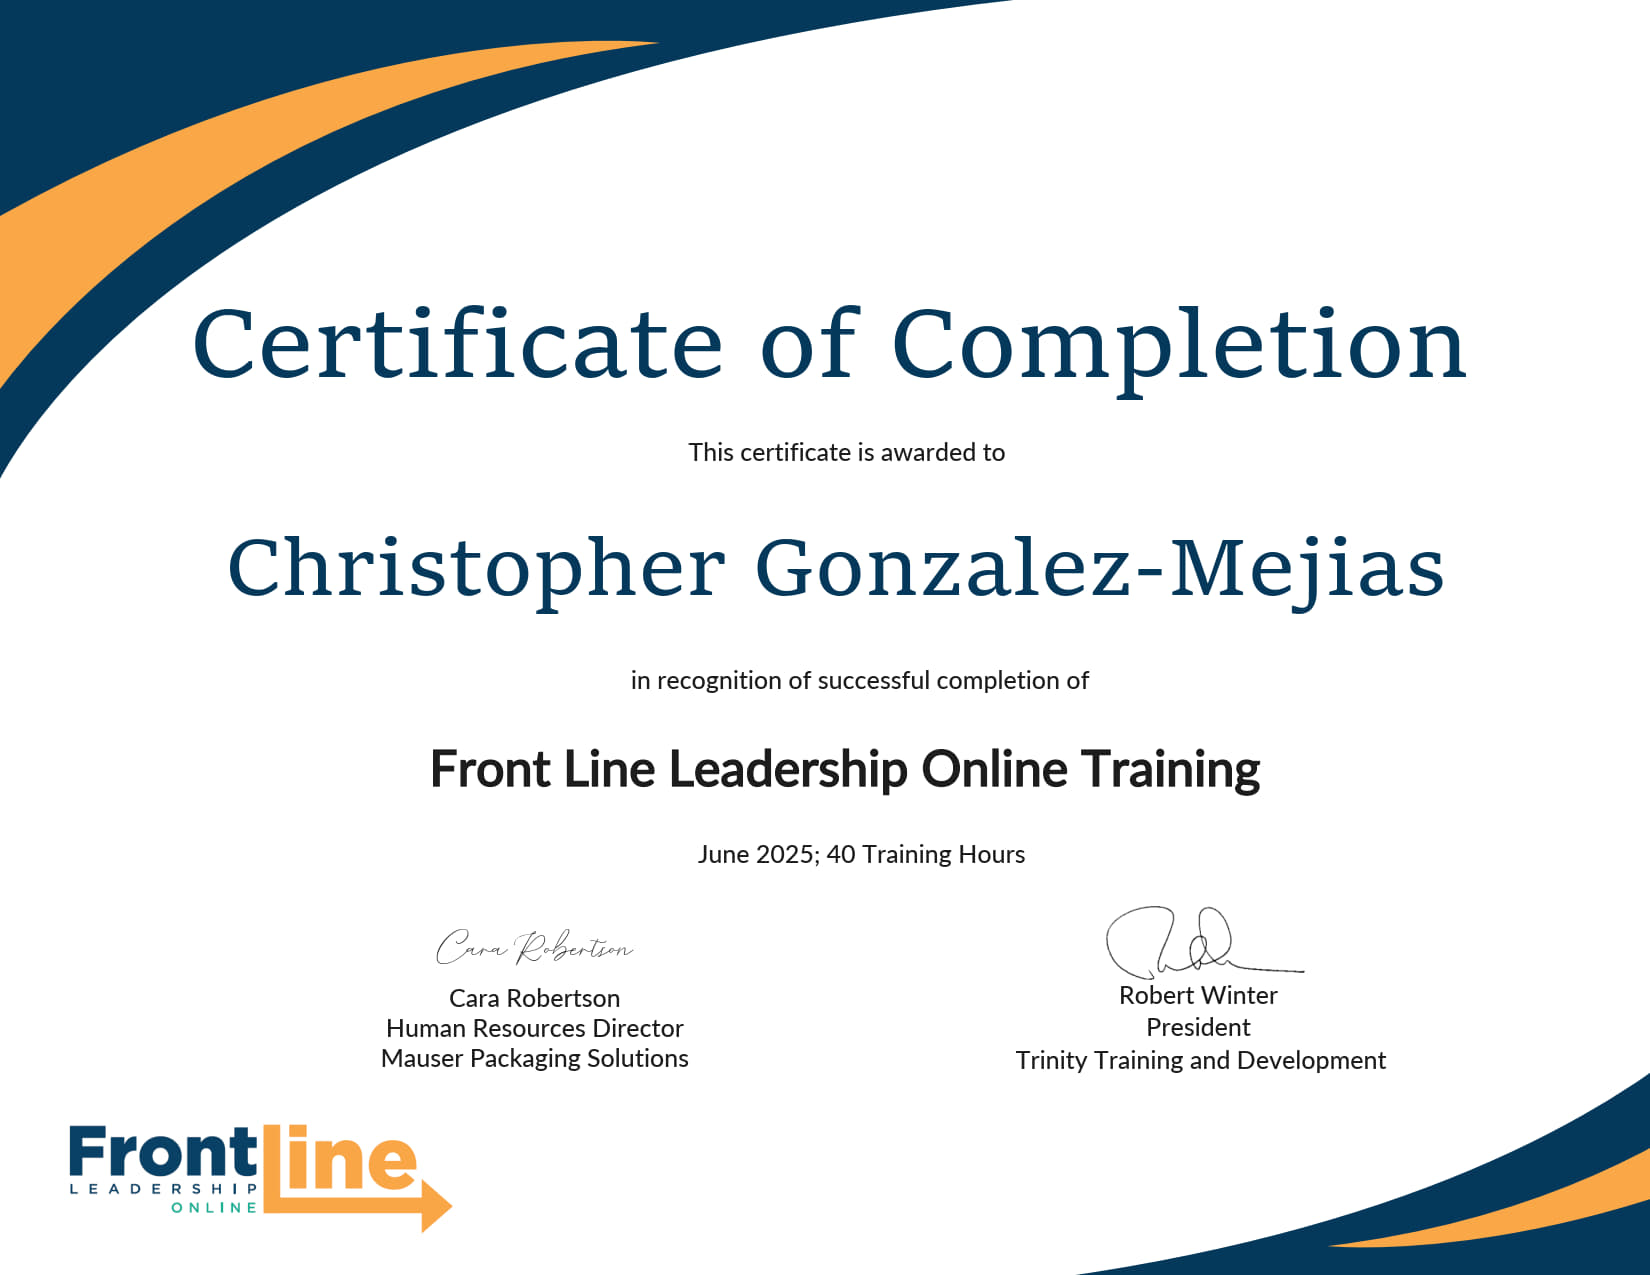 Certificate of Completion
This certificate is awarded to
Christopher Gonzalez-Mejias
in recognition of successful completion of
Front Line Leadership Online Training
June 2025; 40 Training Hours
Cara Robertson
Cara Robertson
Human Resources Director
Mauser Packaging Solutions
Robert Winter
President
Trinity Training and Development
Frontline
LEADERSHIP
ONLINE